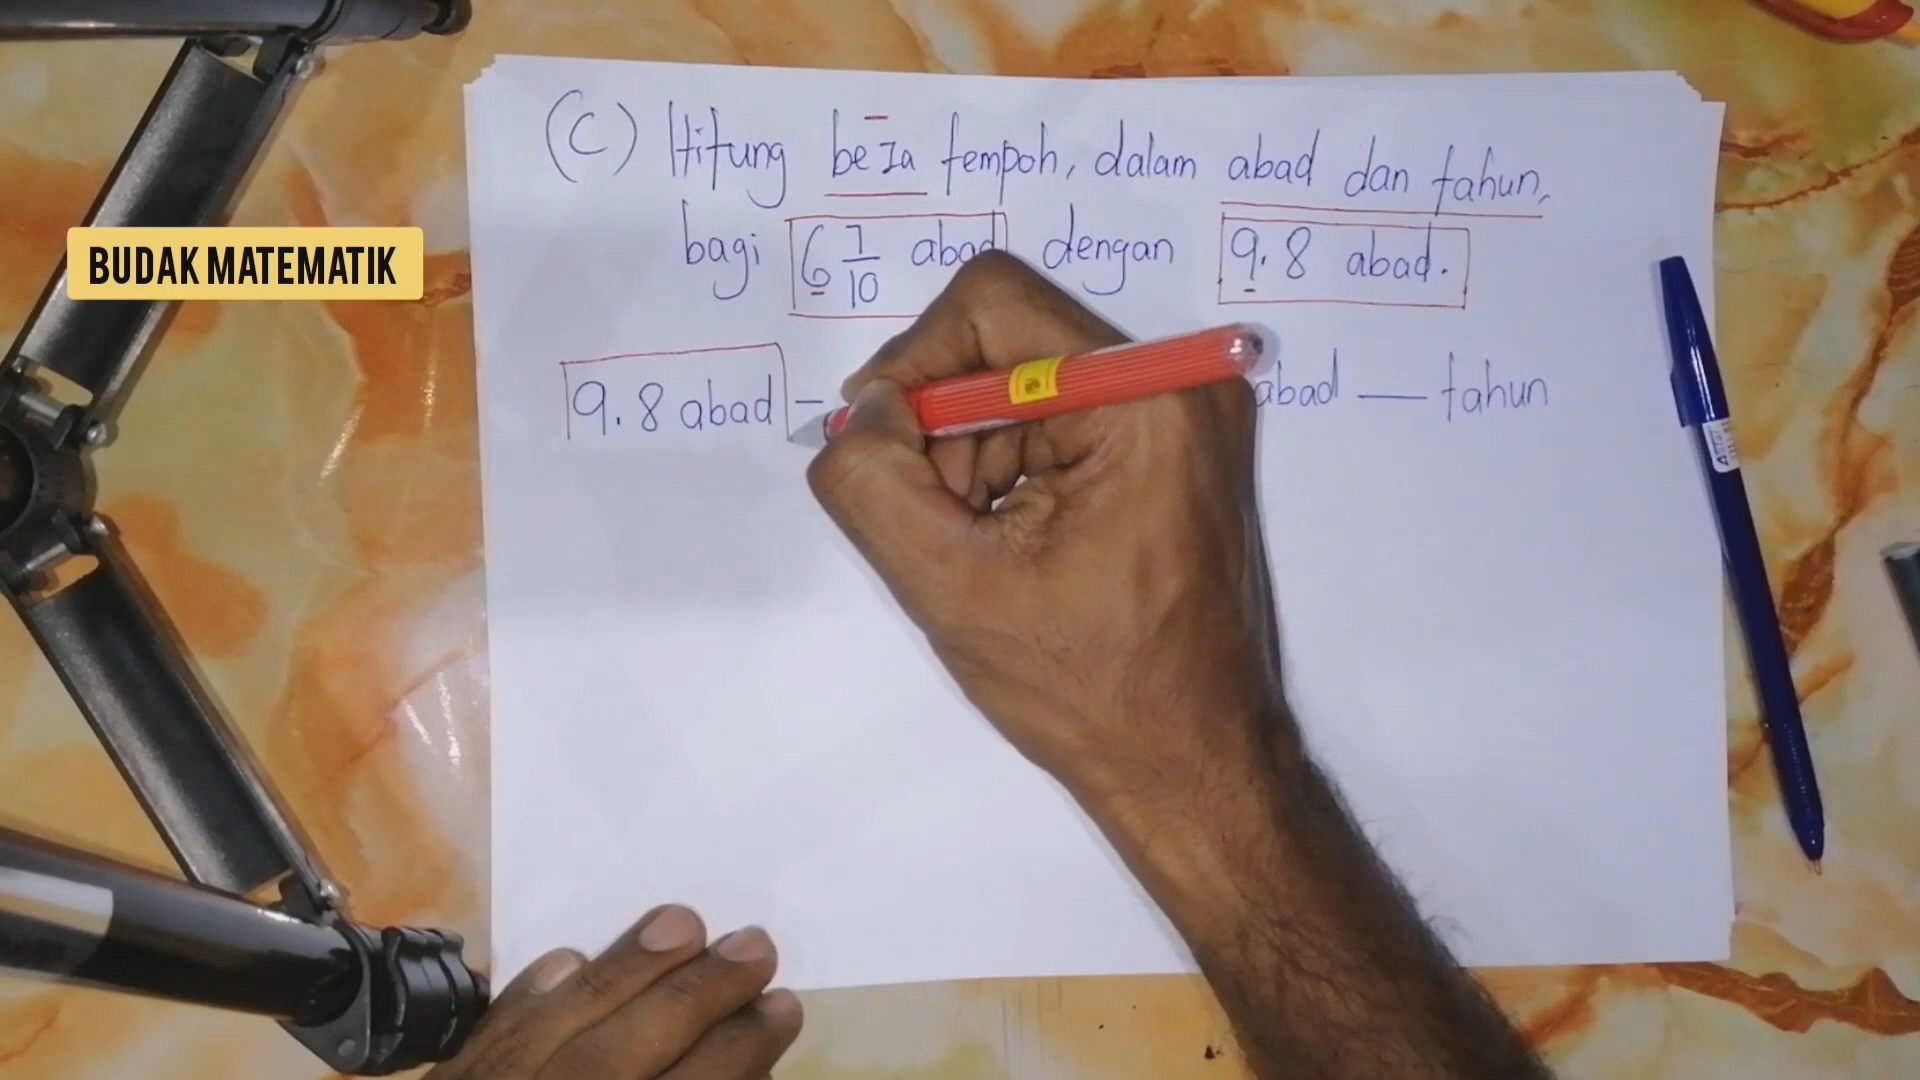 (C) Hitung beza tempoh, dalam abad dan tahun,
bagi 6 7/10 abad dengan 9.8 abad.
BUDAK MATEMATIK
9.8 abad – abad — tahun